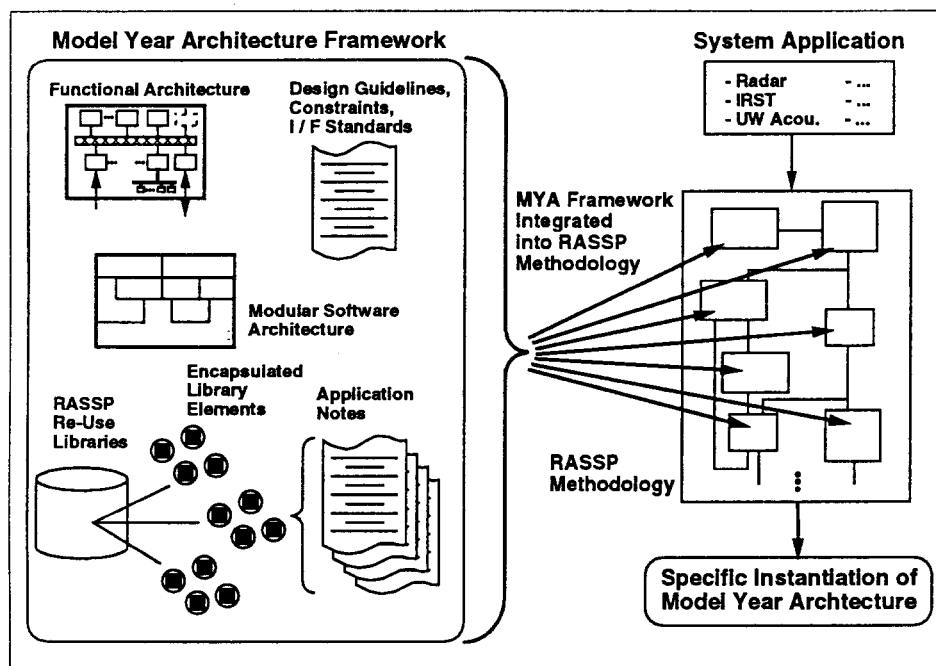 Model Year Architecture Framework
Functional Architecture
Design Guidelines,
Constraints,
I / F Standards
Modular Software
Architecture
RASSP
Re-Use
Libraries
Encapsulated
Library
Elements
Application
Notes
MYA Framework
Integrated
into RASSP
Methodology
System Application
- Radar - ...
- IRST - ...
- UW Acou. - ...
RASSP
Methodology
Specific Instantiation of
Model Year Archtecture